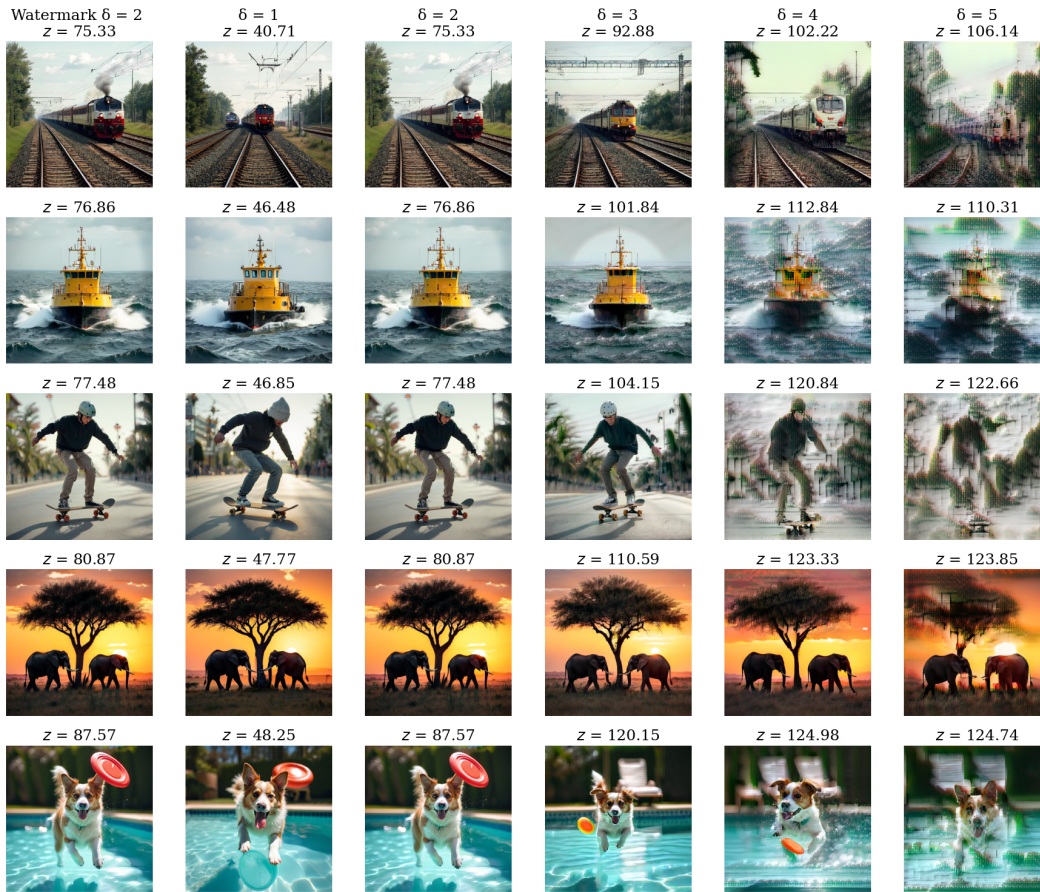 Watermark δ = 2 δ = 1 δ = 2 δ = 3 δ = 4 δ = 5
z = 75.33 z = 40.71 z = 75.33 z = 92.88 z = 102.22 z = 106.14
z = 76.86 z = 46.48 z = 76.86 z = 101.84 z = 112.84 z = 110.31
z = 77.48 z = 46.85 z = 77.48 z = 104.15 z = 120.84 z = 122.66
z = 80.87 z = 47.77 z = 80.87 z = 110.59 z = 123.33 z = 123.85
z = 87.57 z = 48.25 z = 87.57 z = 120.15 z = 124.98 z = 124.74